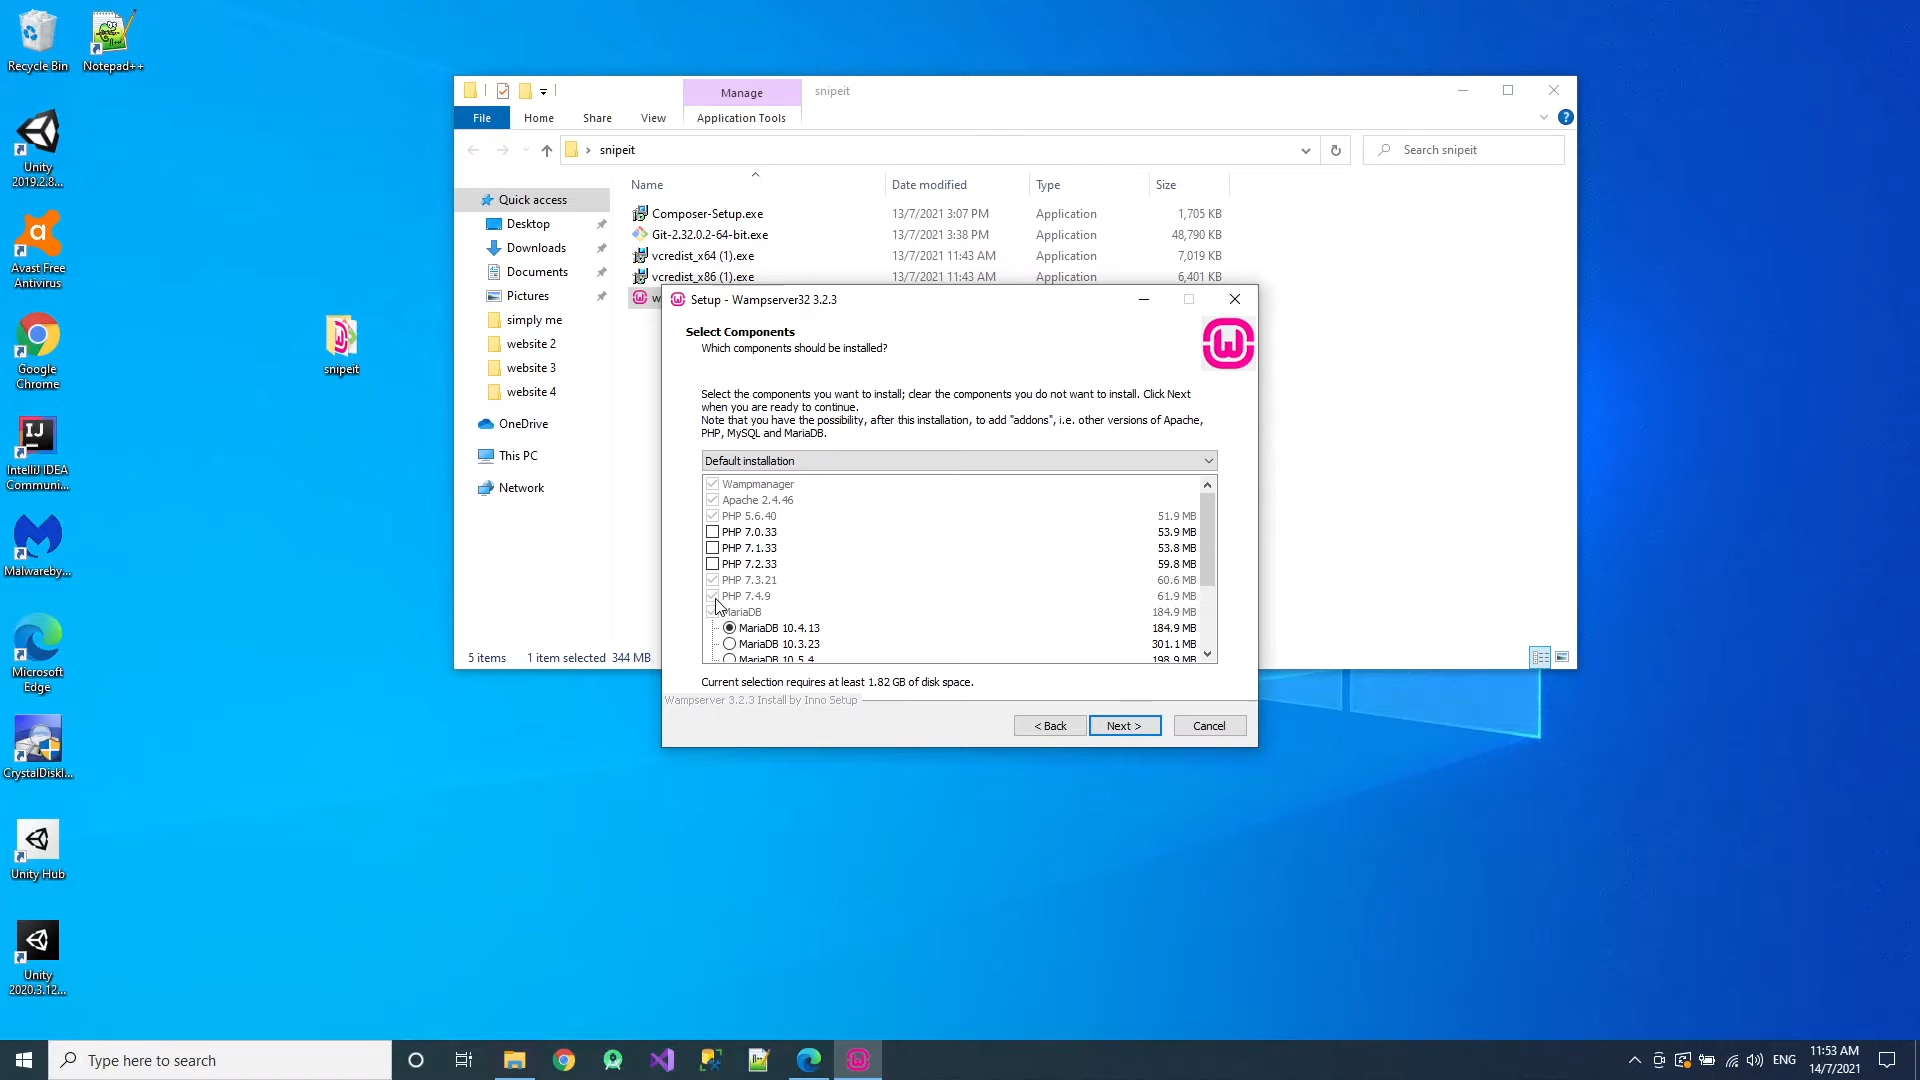 Recycle Bin
Notepad++
Unity
2019.2.8...
Avast Free
Antivirus
Google
Chrome
IntelliJ IDEA
Communi...
Malwareby...
Microsoft
Edge
CrystalDiskI...
Unity Hub
Unity
2020.3.12...
snipeit
Manage
snipeit
File
Home
Share
View
Application Tools
snipeit
Search snipeit
Quick access
Desktop
Downloads
Documents
Pictures
simply me
website 2
website 3
website 4
OneDrive
This PC
Network
Name Date modified Type Size
Composer-Setup.exe 13/7/2021 3:07 PM Application 1,705 KB
Git-2.32.0.2-64-bit.exe 13/7/2021 3:38 PM Application 48,790 KB
vcredist_x64 (1).exe 13/7/2021 11:43 AM Application 7,019 KB
vcredist_x86 (1).exe 13/7/2021 11:43 AM Application 6,401 KB
5 items 1 item selected 344 MB
Setup - Wampserver32 3.2.3
Select Components
Which components should be installed?
Select the components you want to install; clear the components you do not want to install. Click Next
when you are ready to continue.
Note that you have the possibility, after this installation, to add "addons", i.e. other versions of Apache,
PHP, MySQL and MariaDB.
Default installation
Wampmanager
Apache 2.4.46
PHP 5.6.40 51.9 MB
PHP 7.0.33 53.9 MB
PHP 7.1.33 53.8 MB
PHP 7.2.33 59.8 MB
PHP 7.3.21 60.6 MB
PHP 7.4.9 61.9 MB
MariaDB 184.9 MB
MariaDB 10.4.13 184.9 MB
MariaDB 10.3.23 301.1 MB
MariaDB 10.5.4 198.9 MB
Current selection requires at least 1.82 GB of disk space.
Wampserver 3.2.3 Install by Inno Setup
< Back
Next >
Cancel
Type here to search
ENG
11:53 AM
14/7/2021